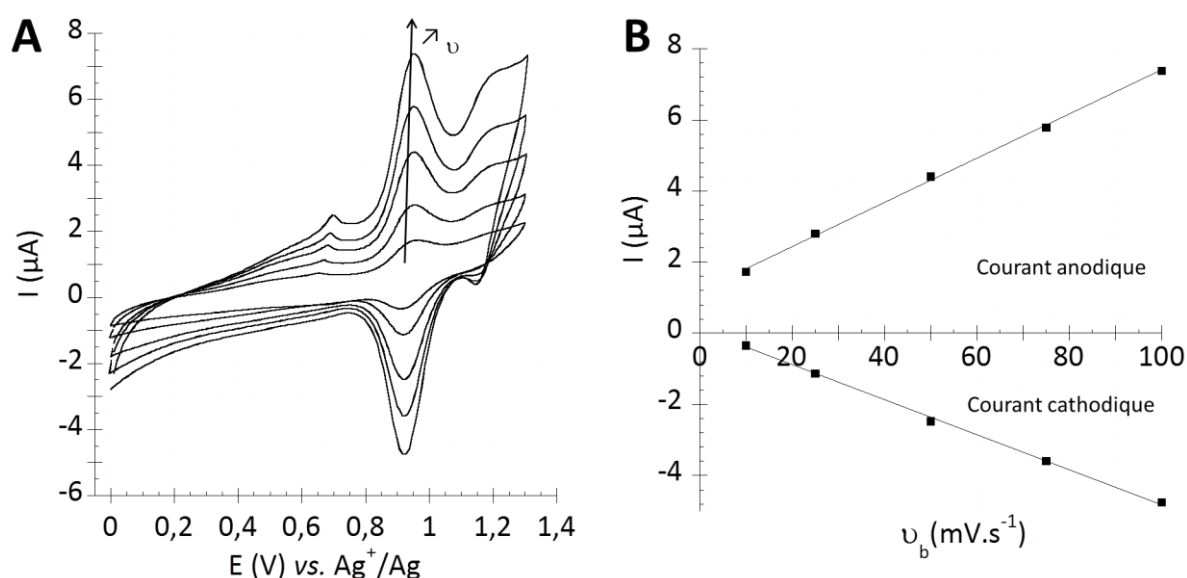 A
8
6
4
2
0
-2
-4
-6
I (µA)
↗ υ
0 0,2 0,4 0,6 0,8 1 1,2 1,4
E (V) vs. Ag⁺/Ag
B
8
6
4
2
0
-2
-4
I (µA)
Courant anodique
0 20 40 60 80 100
Courant cathodique
υb(mV.s⁻¹)